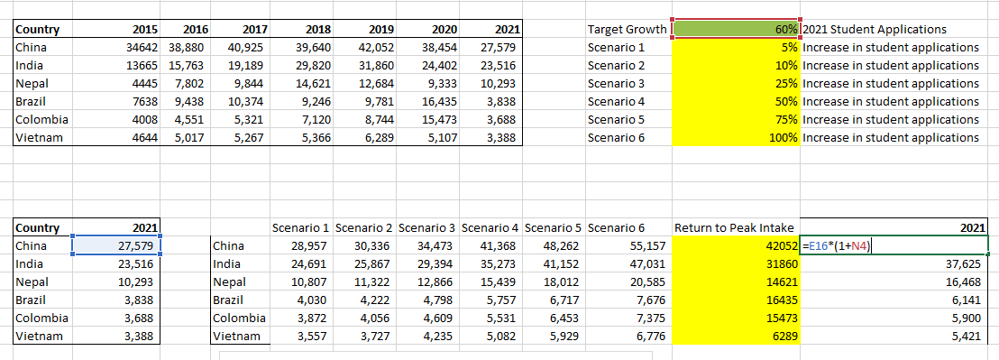 Country 2015 2016 2017 2018 2019 2020 2021 Target Growth 60% 2021 Student Applications
China 34642 38,880 40,925 39,640 42,052 38,454 27,579 Scenario 1 5% Increase in student applications
India 13665 15,763 19,189 29,820 31,860 24,402 23,516 Scenario 2 10% Increase in student applications
Nepal 4445 7,802 9,844 14,621 12,684 9,333 10,293 Scenario 3 25% Increase in student applications
Brazil 7638 9,438 10,374 9,246 9,781 16,435 3,838 Scenario 4 50% Increase in student applications
Colombia 4008 4,551 5,321 7,120 8,744 15,473 3,688 Scenario 5 75% Increase in student applications
Vietnam 4644 5,017 5,267 5,366 6,289 5,107 3,388 Scenario 6 100% Increase in student applications
Country 2021 Scenario 1 Scenario 2 Scenario 3 Scenario 4 Scenario 5 Scenario 6 Return to Peak Intake 2021
China 27,579 China 28,957 30,336 34,473 41,368 48,262 55,157 42052 =E16*(1+N4)
India 23,516 India 24,691 25,867 29,394 35,273 41,152 47,031 31860 37,625
Nepal 10,293 Nepal 10,807 11,322 12,866 15,439 18,012 20,585 14621 16,468
Brazil 3,838 Brazil 4,030 4,222 4,798 5,757 6,717 7,676 16435 6,141
Colombia 3,688 Colombia 3,872 4,056 4,609 5,531 6,453 7,375 15473 5,900
Vietnam 3,388 Vietnam 3,557 3,727 4,235 5,082 5,929 6,776 6289 5,421